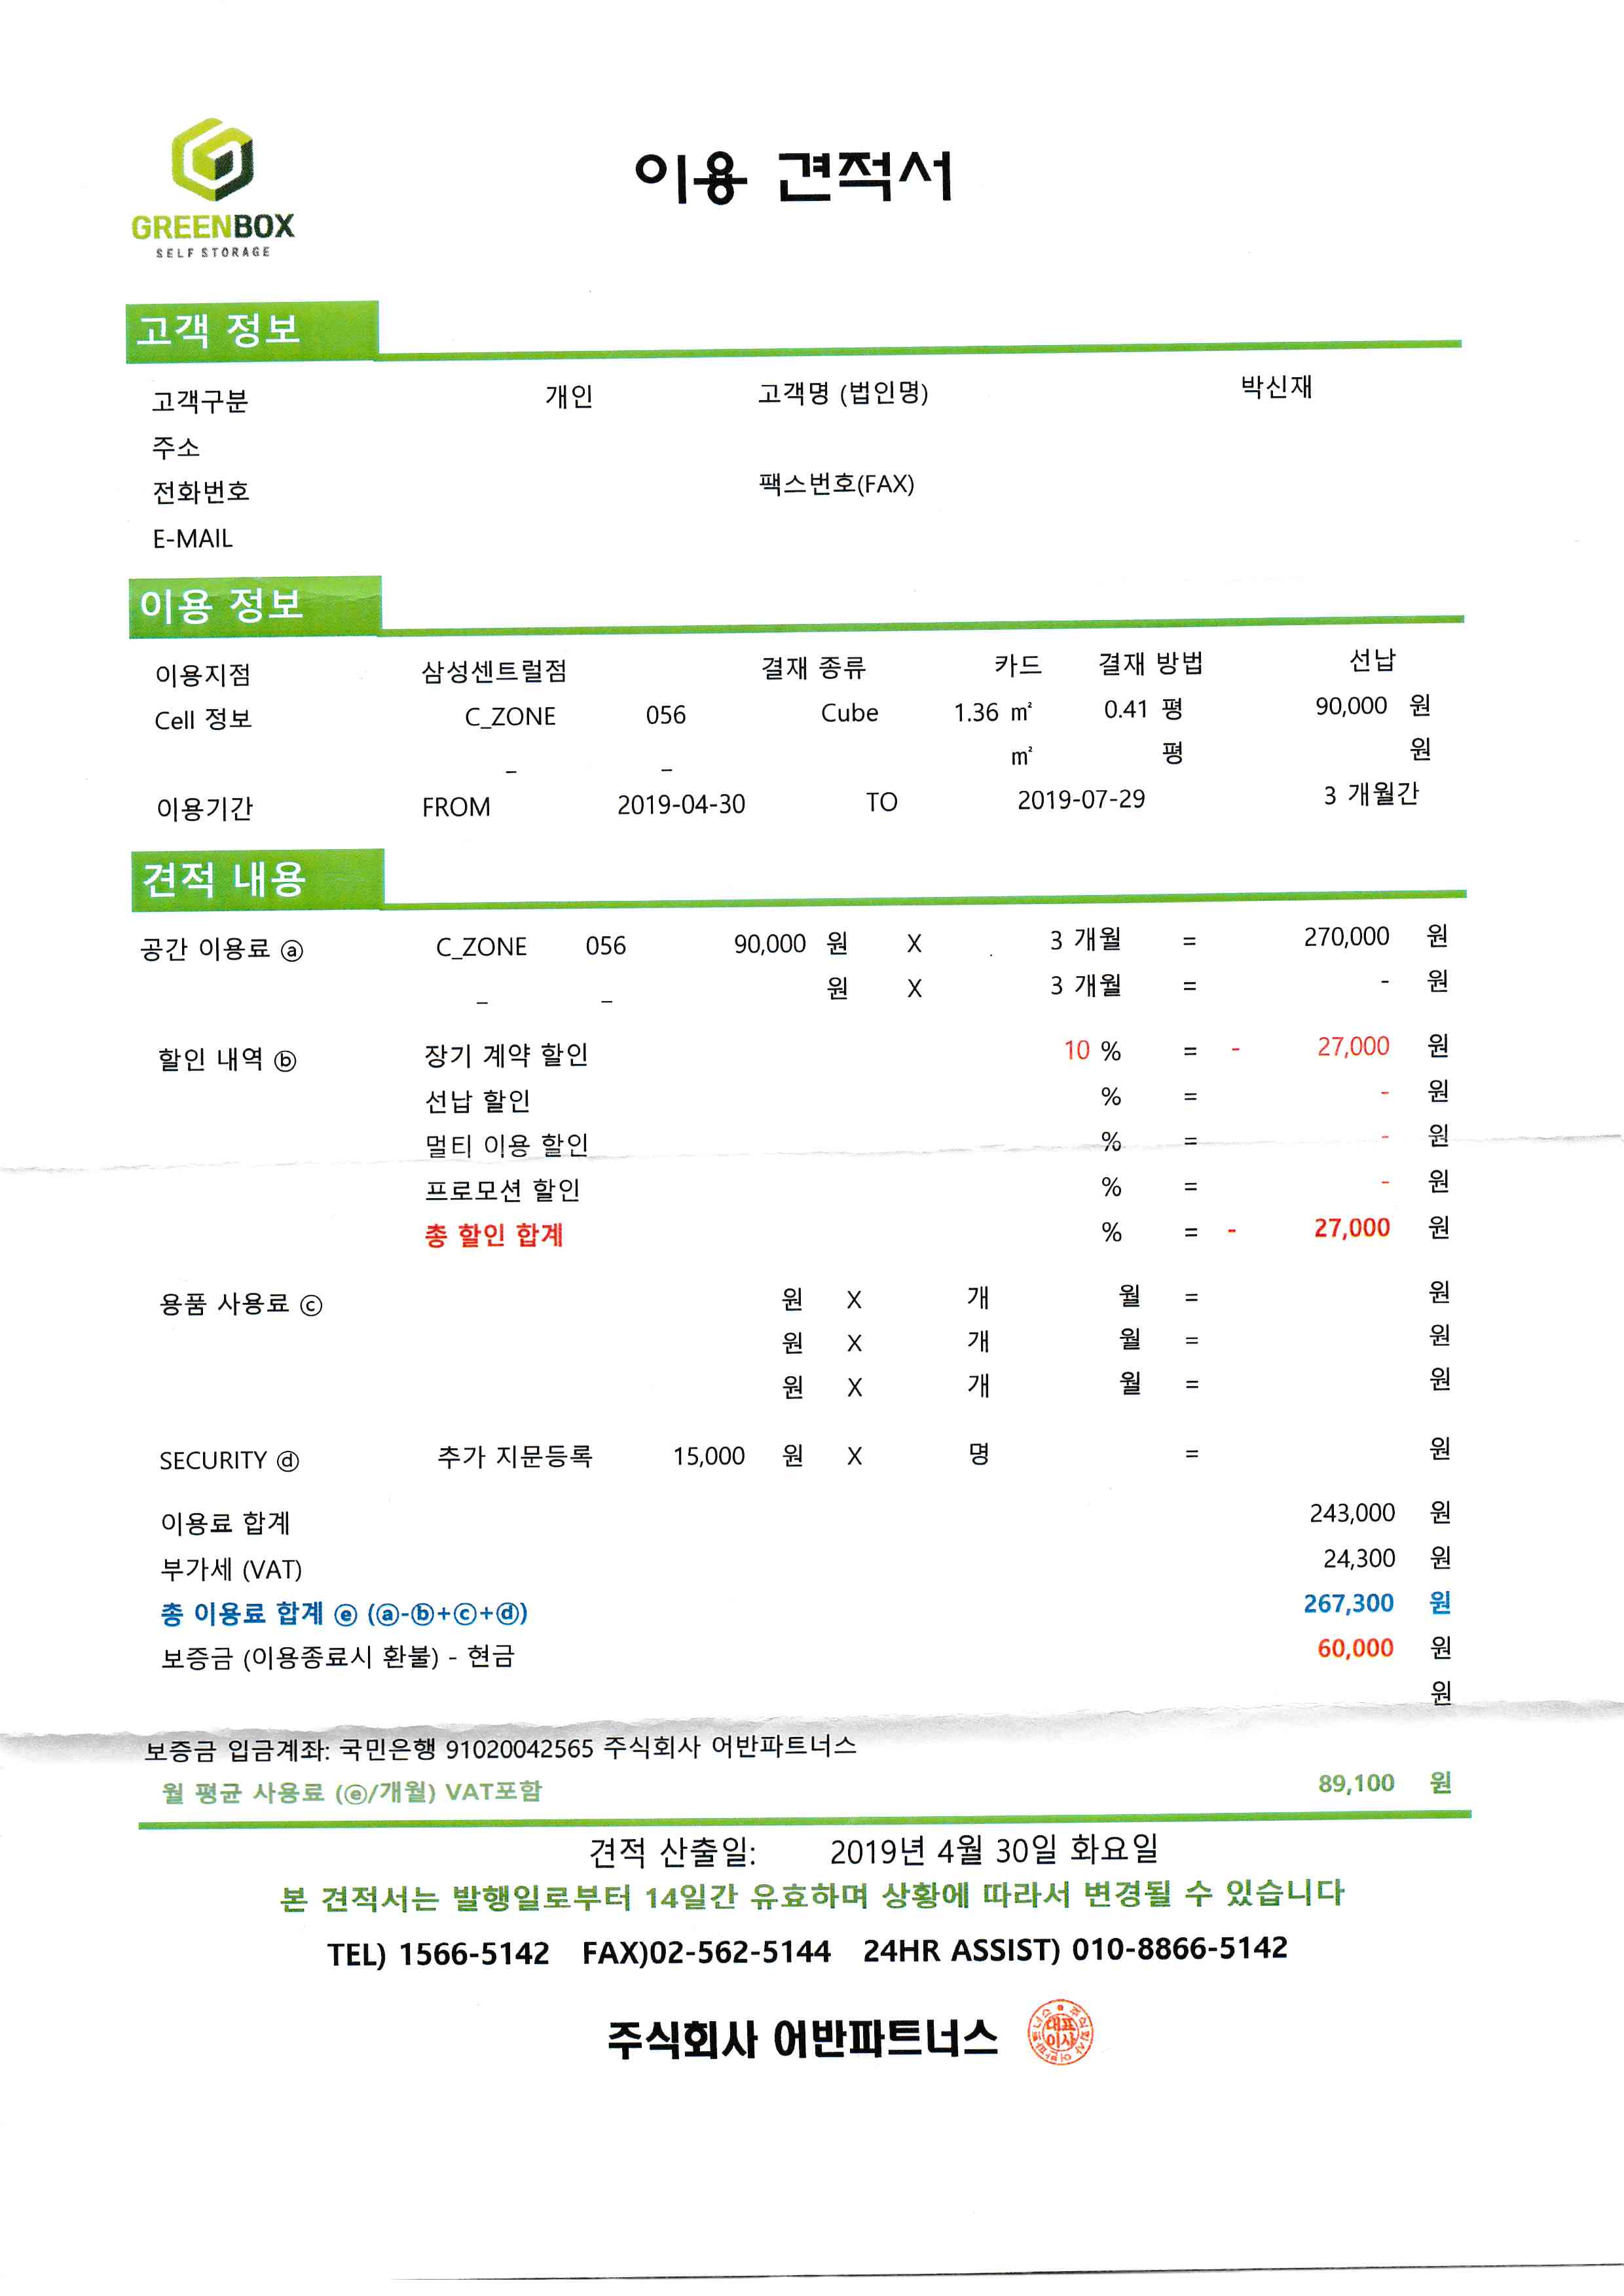 GREENBOX
SELF STORAGE
이용 견적서
고객 정보
고객구분 개인 고객명 (법인명) 박신재
주소
전화번호 팩스번호(FAX)
E-MAIL
이용 정보
이용지점 삼성센트럴점 결재 종류 카드 결재 방법 선납
Cell 정보 C_ZONE 056 Cube 1.36 ㎡ 0.41 평 90,000 원
_ _ ㎡ 평 원
이용기간 FROM 2019-04-30 TO 2019-07-29 3 개월간
견적 내용
공간 이용료 ⓐ C_ZONE 056 90,000 원 X 3 개월 = 270,000 원
_ _ 원 X 3 개월 = - 원
할인 내역 ⓑ 장기 계약 할인 10 % = - 27,000 원
선납 할인 % = - 원
멀티 이용 할인 % = - 원
프로모션 할인 % = - 원
총 할인 합계 % = - 27,000 원
용품 사용료 ⓒ 원 X 개 월 = 원
원 X 개 월 = 원
원 X 개 월 = 원
SECURITY ⓓ 추가 지문등록 15,000 원 X 명 = 원
이용료 합계 243,000 원
부가세 (VAT) 24,300 원
총 이용료 합계 ⓔ (ⓐ-ⓑ+ⓒ+ⓓ) 267,300 원
보증금 (이용종료시 환불) - 현금 60,000 원
원
보증금 입금계좌: 국민은행 91020042565 주식회사 어반파트너스
월 평균 사용료 (ⓔ/개월) VAT포함 89,100 원
견적 산출일: 2019년 4월 30일 화요일
본 견적서는 발행일로부터 14일간 유효하며 상황에 따라서 변경될 수 있습니다
TEL) 1566-5142 FAX)02-562-5144 24HR ASSIST) 010-8866-5142
주식회사 어반파트너스
대표
이사